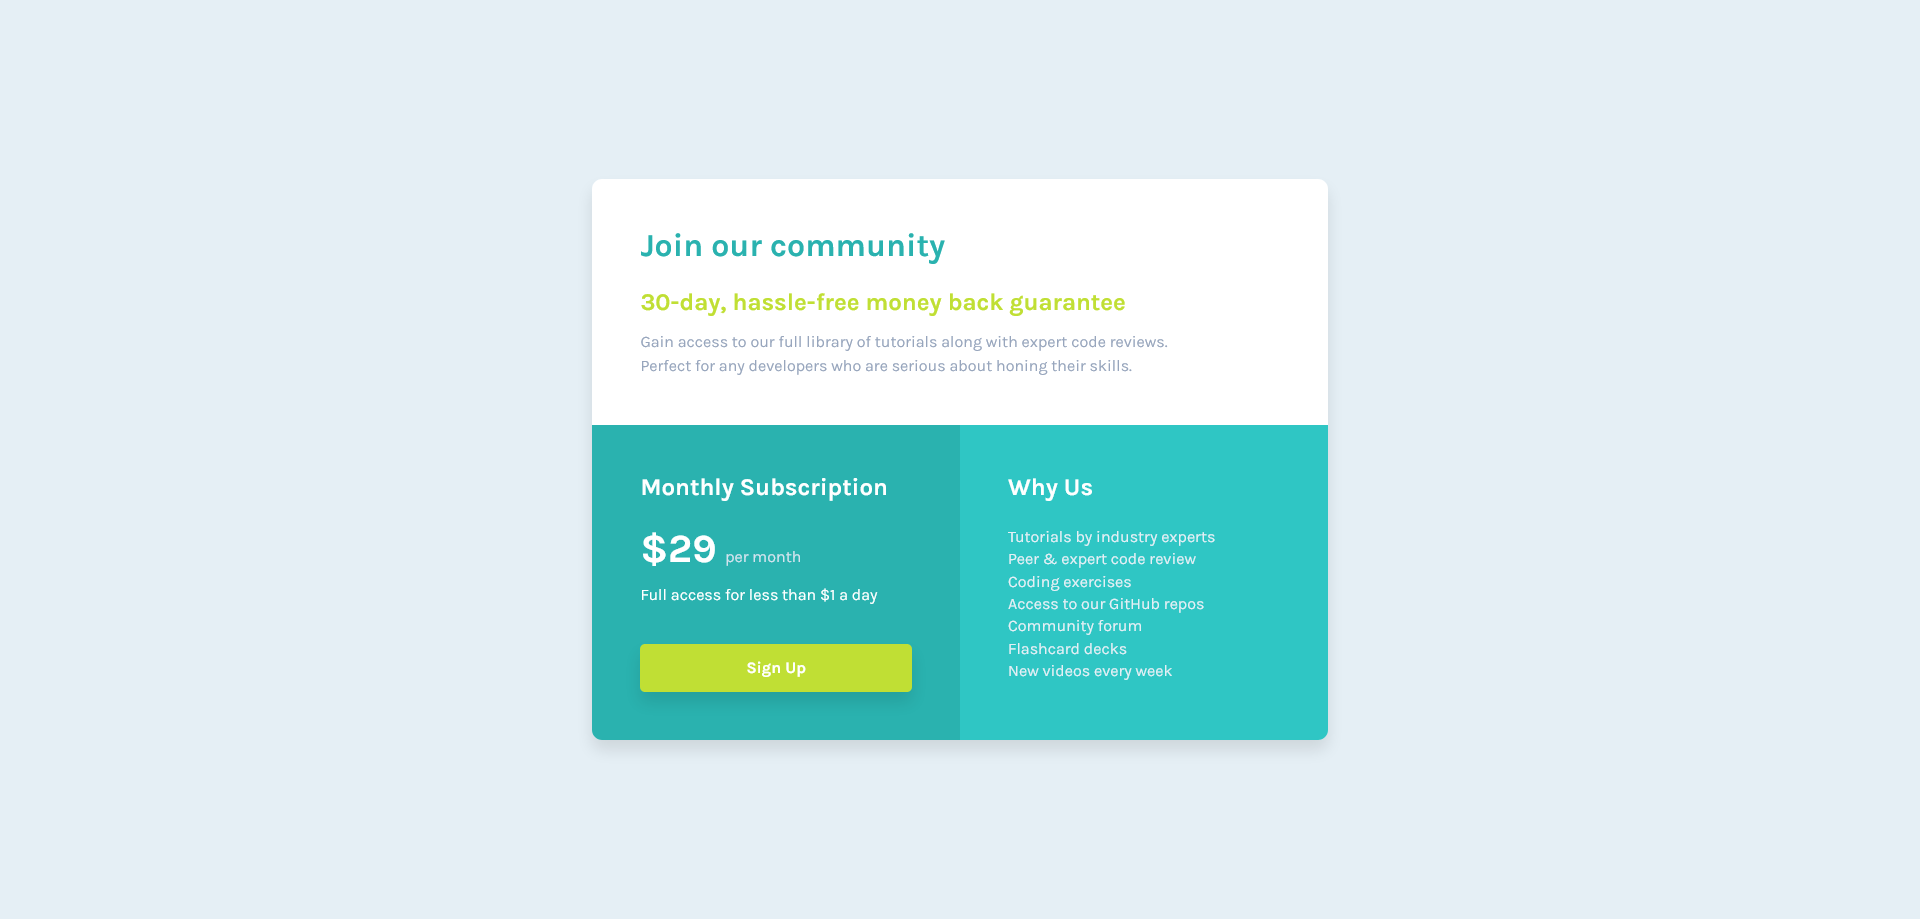 Join our community
30-day, hassle-free money back guarantee
Gain access to our full library of tutorials along with expert code reviews.
Perfect for any developers who are serious about honing their skills.
Monthly Subscription
$29 per month
Full access for less than $1 a day
Sign Up
Why Us
Tutorials by industry experts
Peer & expert code review
Coding exercises
Access to our GitHub repos
Community forum
Flashcard decks
New videos every week